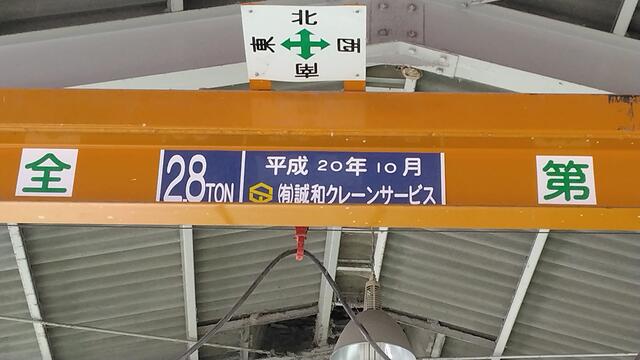 北
東 西
南
全
2.8TON
平成 20年 10月
(有)誠和クレーンサービス
第